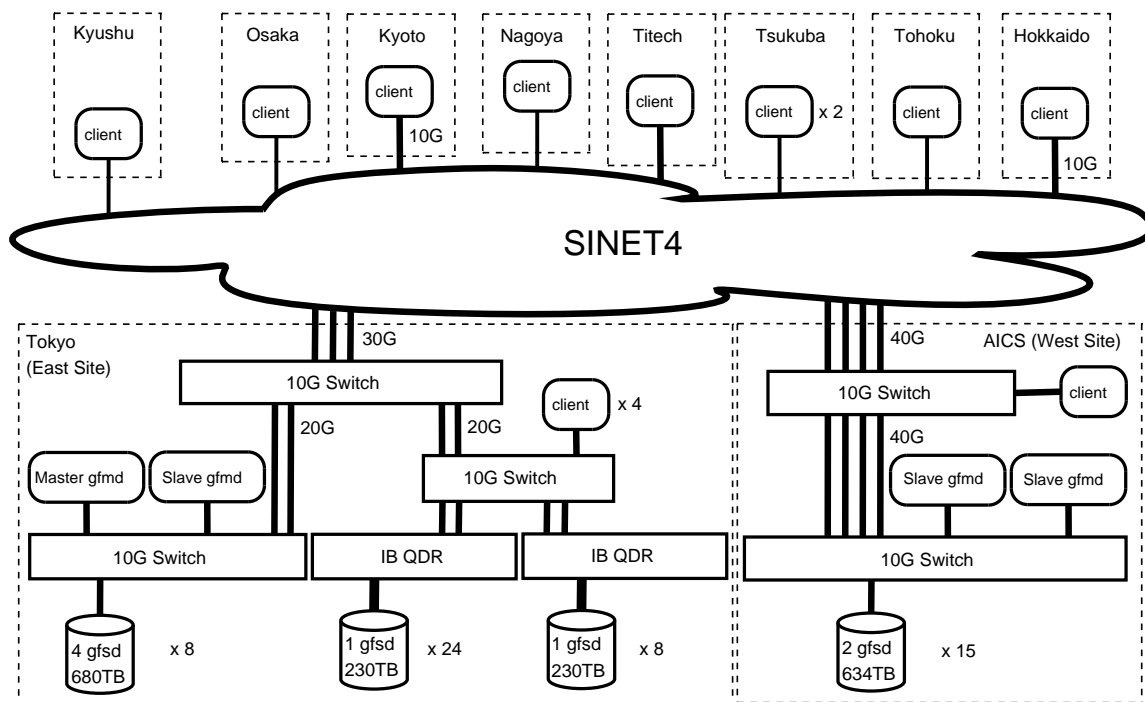 Kyushu
Osaka
Kyoto
Nagoya
Titech
Tsukuba
Tohoku
Hokkaido
client
client
client
client
client
client
x 2
client
client
10G
10G
SINET4
Tokyo
(East Site)
30G
10G Switch
20G
20G
client
x 4
10G Switch
Master gfmd
Slave gfmd
10G Switch
IB QDR
IB QDR
4 gfsd
680TB
x 8
1 gfsd
230TB
x 24
1 gfsd
230TB
x 8
AICS (West Site)
40G
10G Switch
client
40G
Slave gfmd
Slave gfmd
10G Switch
2 gfsd
634TB
x 15